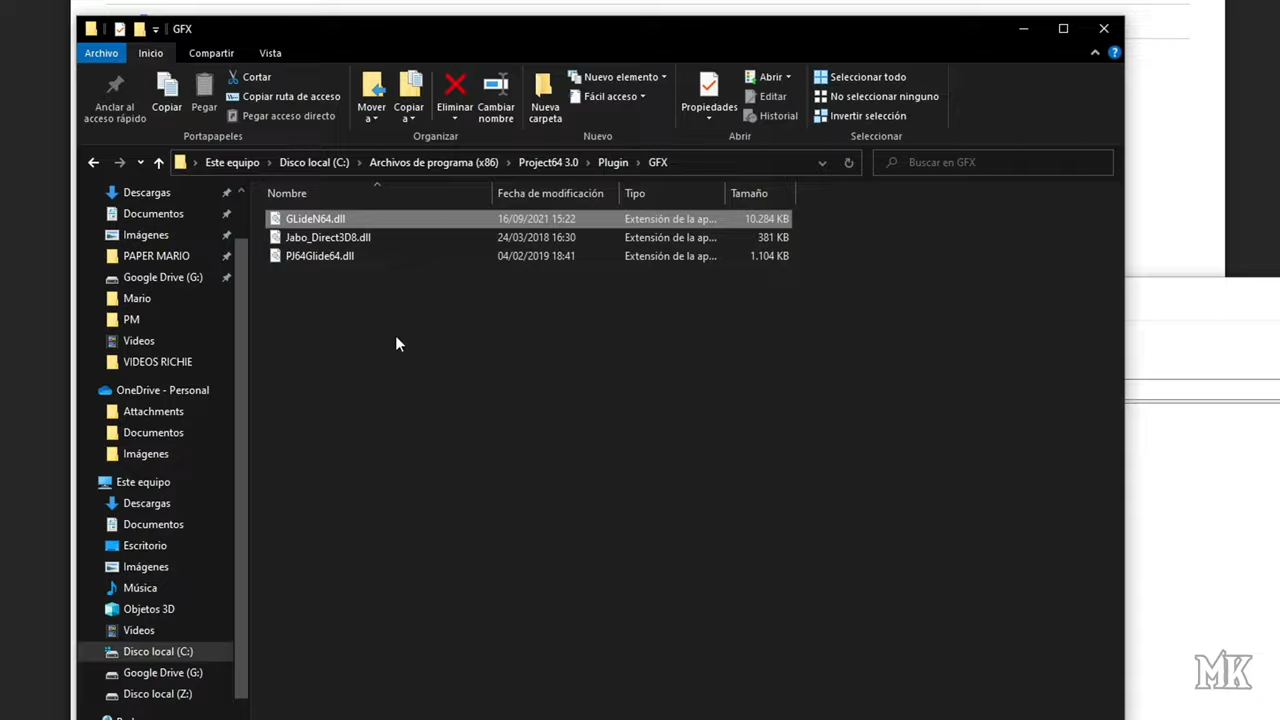 GFX
Archivo Inicio Compartir Vista
Anclar al acceso rápido
Copiar
Pegar
Cortar
Copiar ruta de acceso
Pegar acceso directo
Portapapeles
Mover a
Copiar a
Eliminar
Cambiar nombre
Organizar
Nueva carpeta
Nuevo elemento
Fácil acceso
Nuevo
Propiedades
Abrir
Editar
Historial
Abrir
Seleccionar todo
No seleccionar ninguno
Invertir selección
Seleccionar
Este equipo > Disco local (C:) > Archivos de programa (x86) > Project64 3.0 > Plugin > GFX
Buscar en GFX
Nombre Fecha de modificación Tipo Tamaño
GLideN64.dll 16/09/2021 15:22 Extensión de la ap... 10.284 KB
Jabo_Direct3D8.dll 24/03/2018 16:30 Extensión de la ap... 381 KB
PJ64Glide64.dll 04/02/2019 18:41 Extensión de la ap... 1.104 KB
Descargas
Documentos
Imágenes
PAPER MARIO
Google Drive (G:)
Mario
PM
Videos
VIDEOS RICHIE
OneDrive - Personal
Attachments
Documentos
Imágenes
Este equipo
Descargas
Documentos
Escritorio
Imágenes
Música
Objetos 3D
Videos
Disco local (C:)
Google Drive (G:)
Disco local (Z:)
MK